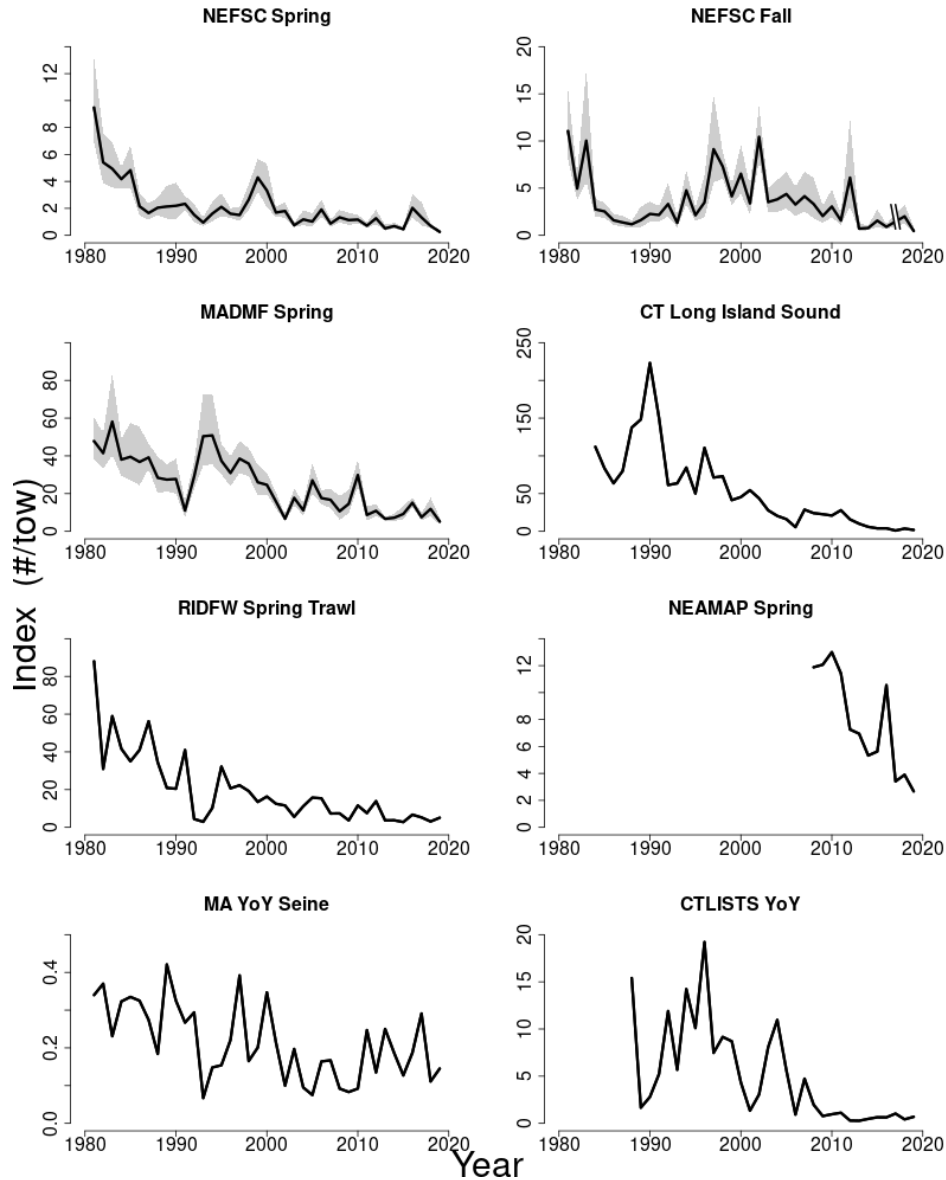 NEFSC Spring
NEFSC Fall
0 2 4 6 8 12
1980 1990 2000 2010 2020
0 5 10 15 20
1980 1990 2000 2010 2020
MADMF Spring
CT Long Island Sound
0 20 40 60 80
1980 1990 2000 2010 2020
0 50 150 250
1980 1990 2000 2010 2020
Index (#/tow)
RIDFW Spring Trawl
NEAMAP Spring
0 20 40 60 80
1980 1990 2000 2010 2020
0 2 4 6 8 12
1980 1990 2000 2010 2020
MA YoY Seine
CTLISTS YoY
0.0 0.2 0.4
1980 1990 2000 2010 2020
0 5 10 15 20
1980 1990 2000 2010 2020
Year